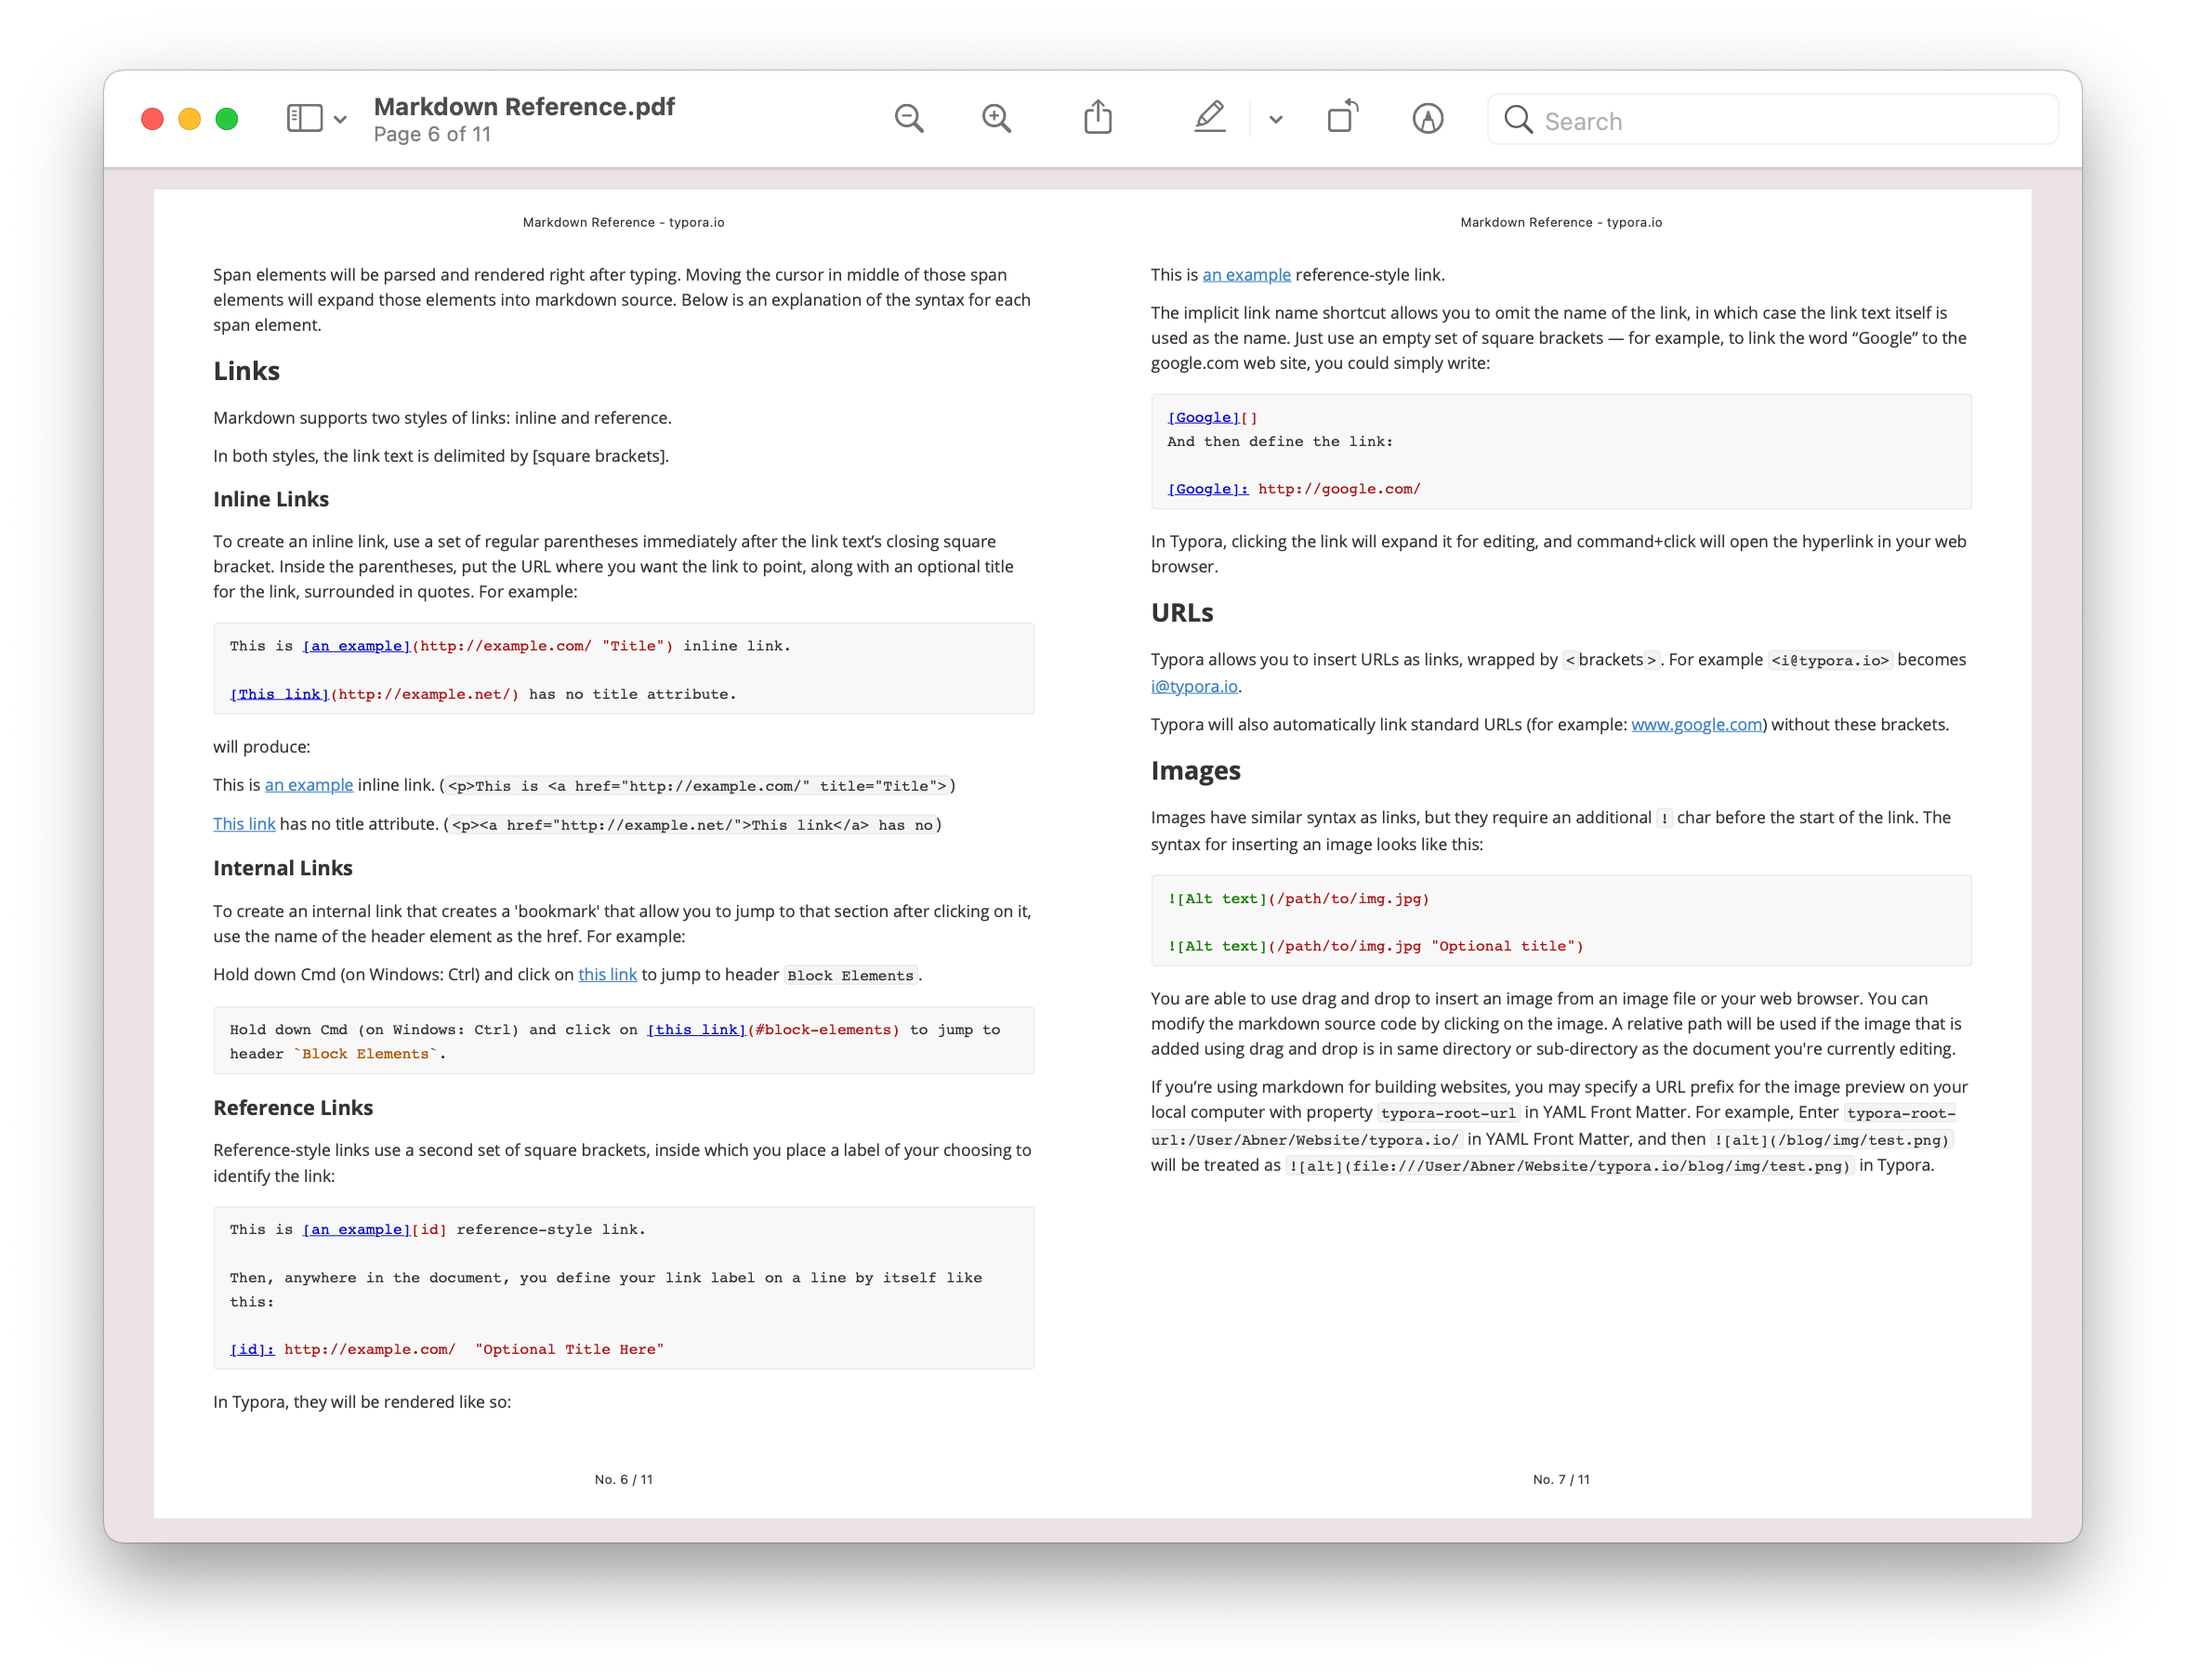 Markdown Reference.pdf
Page 6 of 11
Search
Markdown Reference - typora.io
Span elements will be parsed and rendered right after typing. Moving the cursor in middle of those span
elements will expand those elements into markdown source. Below is an explanation of the syntax for each
span element.
Links
Markdown supports two styles of links: inline and reference.
In both styles, the link text is delimited by [square brackets].
Inline Links
To create an inline link, use a set of regular parentheses immediately after the link text’s closing square
bracket. Inside the parentheses, put the URL where you want the link to point, along with an optional title
for the link, surrounded in quotes. For example:
This is [an example](http://example.com/ "Title") inline link.
[This link](http://example.net/) has no title attribute.
will produce:
This is an example inline link. (<p>This is <a href="http://example.com/" title="Title">)
This link has no title attribute. (<p><a href="http://example.net/">This link</a> has no)
Internal Links
To create an internal link that creates a 'bookmark' that allow you to jump to that section after clicking on it,
use the name of the header element as the href. For example:
Hold down Cmd (on Windows: Ctrl) and click on this link to jump to header Block Elements.
Hold down Cmd (on Windows: Ctrl) and click on [this link](#block-elements) to jump to
header `Block Elements`.
Reference Links
Reference-style links use a second set of square brackets, inside which you place a label of your choosing to
identify the link:
This is [an example][id] reference-style link.
Then, anywhere in the document, you define your link label on a line by itself like
this:
[id]: http://example.com/  "Optional Title Here"
In Typora, they will be rendered like so:
No. 6 / 11
Markdown Reference - typora.io
This is an example reference-style link.
The implicit link name shortcut allows you to omit the name of the link, in which case the link text itself is
used as the name. Just use an empty set of square brackets — for example, to link the word “Google” to the
google.com web site, you could simply write:
[Google][]
And then define the link:
[Google]: http://google.com/
In Typora, clicking the link will expand it for editing, and command+click will open the hyperlink in your web
browser.
URLs
Typora allows you to insert URLs as links, wrapped by <brackets>. For example <i@typora.io> becomes
i@typora.io.
Typora will also automatically link standard URLs (for example: www.google.com) without these brackets.
Images
Images have similar syntax as links, but they require an additional ! char before the start of the link. The
syntax for inserting an image looks like this:
![Alt text](/path/to/img.jpg)
![Alt text](/path/to/img.jpg "Optional title")
You are able to use drag and drop to insert an image from an image file or your web browser. You can
modify the markdown source code by clicking on the image. A relative path will be used if the image that is
added using drag and drop is in same directory or sub-directory as the document you're currently editing.
If you’re using markdown for building websites, you may specify a URL prefix for the image preview on your
local computer with property typora-root-url in YAML Front Matter. For example, Enter typora-root-
url:/User/Abner/Website/typora.io/ in YAML Front Matter, and then ![alt](/blog/img/test.png)
will be treated as ![alt](file:///User/Abner/Website/typora.io/blog/img/test.png) in Typora.
No. 7 / 11